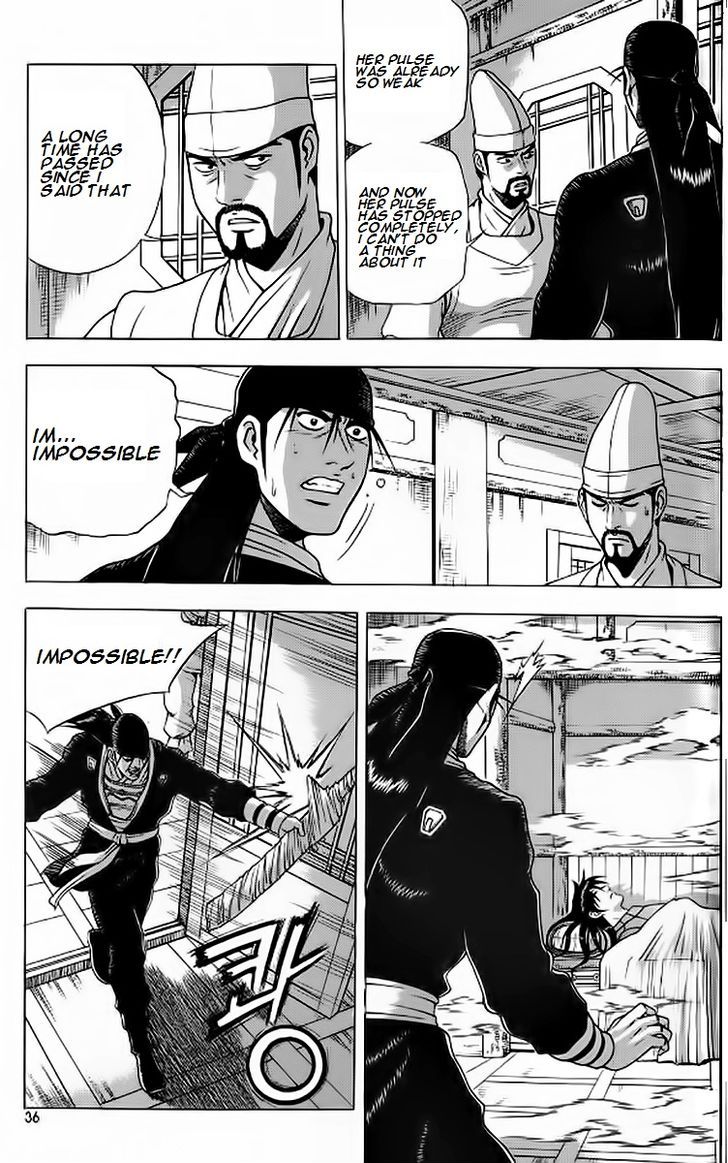 A LONG
TIME HAS
PASSED
SINCE I
SAID THAT
HER PULSE
WAS ALREADY
SO WEAK
AND NOW
HER PULSE
HAS STOPPED
COMPLETELY,
I CAN'T DO
A THING
ABOUT IT
IM...
IMPOSSIBLE
IMPOSSIBLE!!
쾅
36